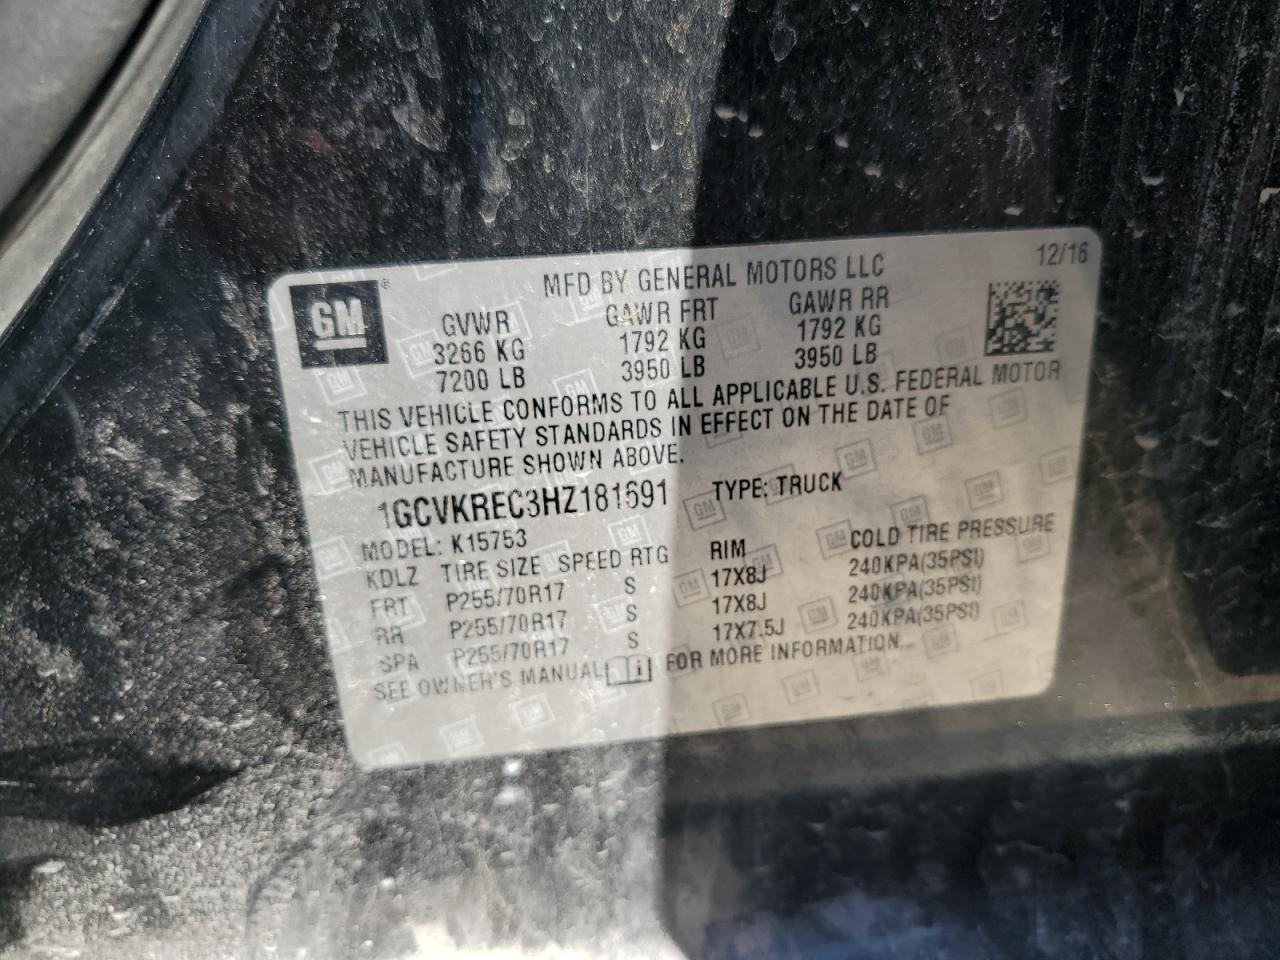 GM ®
MFD BY GENERAL MOTORS LLC 12/16
GVWR GAWR FRT GAWR RR
3266 KG 1792 KG 1792 KG
7200 LB 3950 LB 3950 LB
THIS VEHICLE CONFORMS TO ALL APPLICABLE U.S. FEDERAL MOTOR
VEHICLE SAFETY STANDARDS IN EFFECT ON THE DATE OF
MANUFACTURE SHOWN ABOVE.
1GCVKREC3HZ181691 TYPE: TRUCK
MODEL: K15753
KDLZ TIRE SIZE SPEED RTG RIM COLD TIRE PRESSURE
FRT P255/70R17 S 17X8J 240KPA(35PSI)
RR P255/70R17 S 17X8J 240KPA(35PSI)
SPA P255/70R17 S 17X7.5J 240KPA(35PSI)
SEE OWNER'S MANUAL FOR MORE INFORMATION.